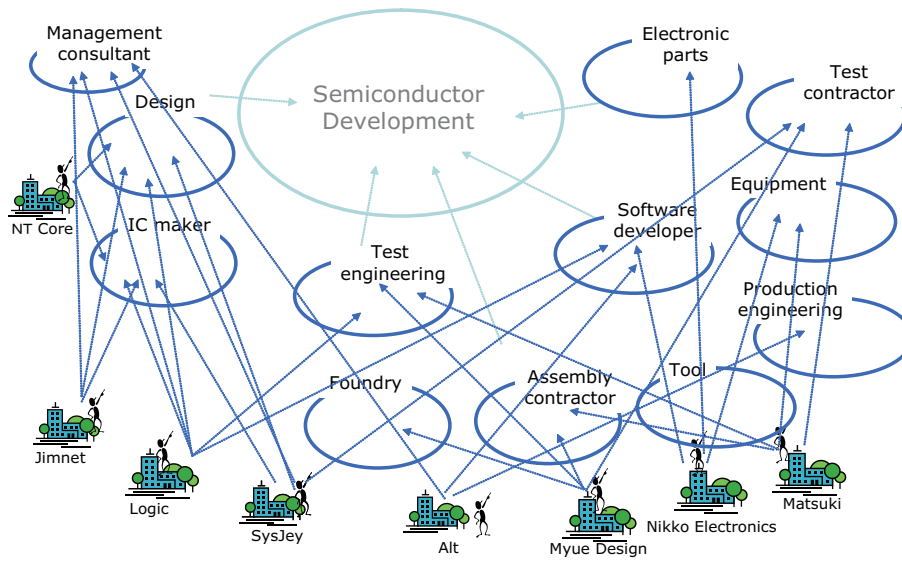 Management
consultant
Electronic
parts
Test
contractor
Design
Semiconductor
Development
Equipment
NT Core
IC maker
Software
developer
Test
engineering
Production
engineering
Foundry
Assembly
contractor
Tool
Jimnet
Logic
SysJey
Alt
Myue Design
Nikko Electronics
Matsuki